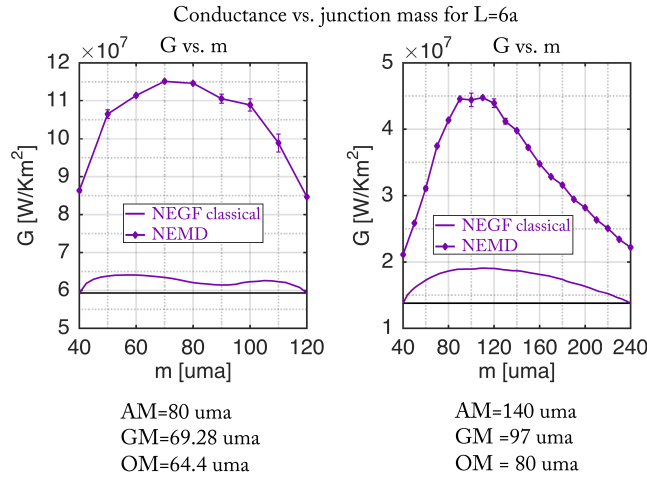 Conductance vs. junction mass for L=6a
×10⁷
G vs. m
12
11
10
9
8
7
6
5
G [W/Km²]
NEGF classical
NEMD
40 60 80 100 120
m [uma]
AM=80 uma
GM=69.28 uma
OM=64.4 uma
×10⁷
G vs. m
5
4
3
2
1
G [W/Km²]
NEGF classical
NEMD
40 80 120 160 200 240
m [uma]
AM=140 uma
GM =97 uma
OM = 80 uma